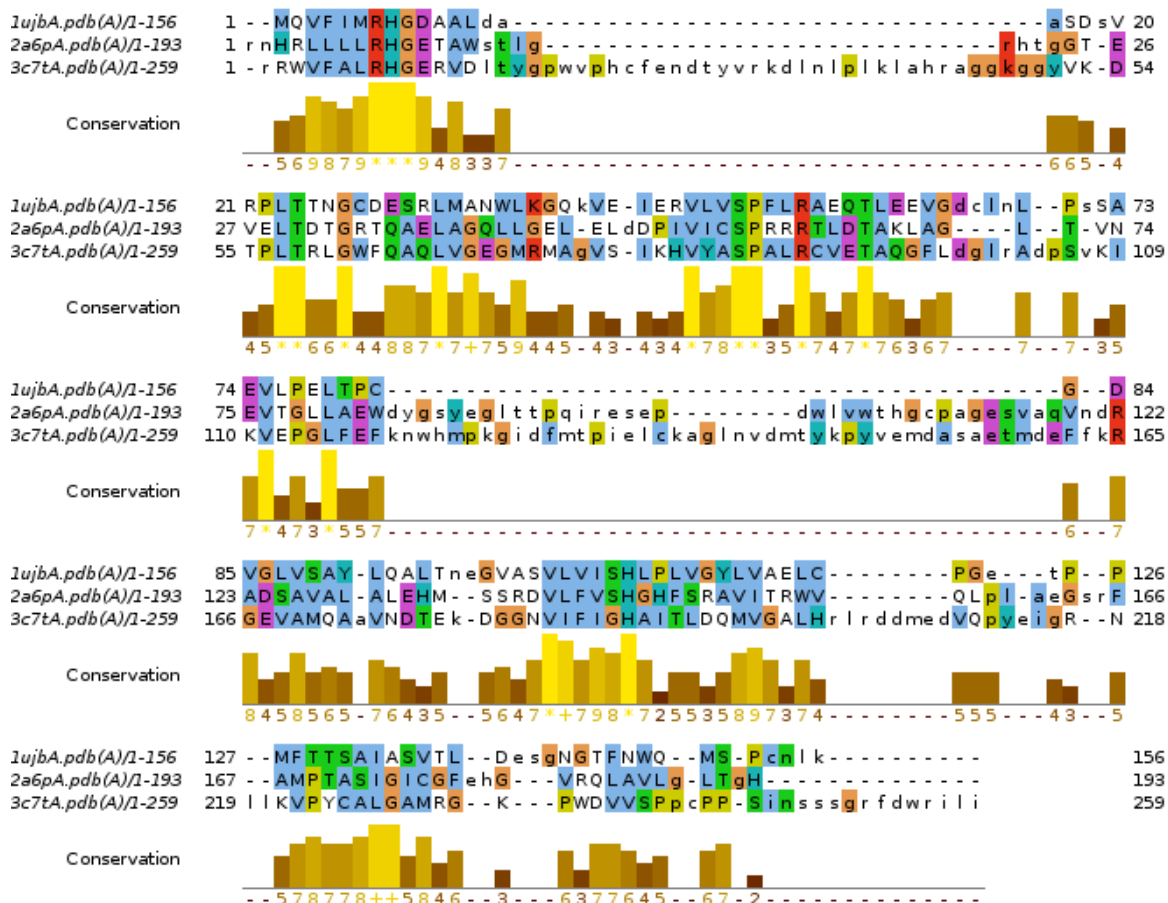 1ujbA.pdb(A)/1-156 1 --MQVFIMRHGDAALda----------------------------------aSDsV 20
2a6pA.pdb(A)/1-193 1 rnHRLLLLRHGETAWstlg-----------------------------rhtgGT-E 26
3c7tA.pdb(A)/1-259 1 -rRWVFALRHGERVDltygpwvphcfendtyvrkdlnlplklahraggkggyVK-D 54
Conservation
--569879***948337----------------------------------665-4
1ujbA.pdb(A)/1-156 21 RPLTTNGCDESRLMANWLKGQkVE-IERVLVSPFLRAEQTLEEVGdclnL--PsSA 73
2a6pA.pdb(A)/1-193 27 VELTDTGRTQAELAGQLLGEL-ELdDPIVICSPRRRTLDTAKLAG----L--T-VN 74
3c7tA.pdb(A)/1-259 55 TPLTRLGWFQAQLVGEGMRMAgVS-IKHVYASPALRCVETAQGFLdglrAdpSvKI 109
Conservation
45**66*44887*7+759445-43-434*78**35*747*76367----7--7-35
1ujbA.pdb(A)/1-156 74 EVLPELTPC-------------------------------------------G--D 84
2a6pA.pdb(A)/1-193 75 EVTGLLAEWdygsyeglttpqiresep--------dwlvwthgcpagesvaqVndR 122
3c7tA.pdb(A)/1-259 110 KVEPGLFEFknwhmpkgidfmtpielckaglnvdmtykpyvemdasaetmdeFfkR 165
Conservation
7*473*557-------------------------------------------6--7
1ujbA.pdb(A)/1-156 85 VGLVSAY-LQALTneGVASVLVISHLPLVGYLVAELC--------PGe---tP--P 126
2a6pA.pdb(A)/1-193 123 ADSAVAL-ALEHM--SSRDVLFVSHGHFSRAVITRWV--------QLpl-aeGsrF 166
3c7tA.pdb(A)/1-259 166 GEVAMQAaVNDTEk-DGGNVIFIGHAITLDQMVGALHrlrddmedVQpyeigR--N 218
Conservation
8458565-76435--5647*+798*725535897374--------555---43--5
1ujbA.pdb(A)/1-156 127 --MFTTSAIASVTL--DesgNGTFNWQ--MS-Pcnlk---------- 156
2a6pA.pdb(A)/1-193 167 --AMPTASIGICGFehG---VRQLAVLg-LTgH-------------- 193
3c7tA.pdb(A)/1-259 219 llKVPYCALGAMRG--K---PWDVVSPpcPP-Sinsssgrfdwrili 259
Conservation
--578778++5846--3---6377645--67-2--------------